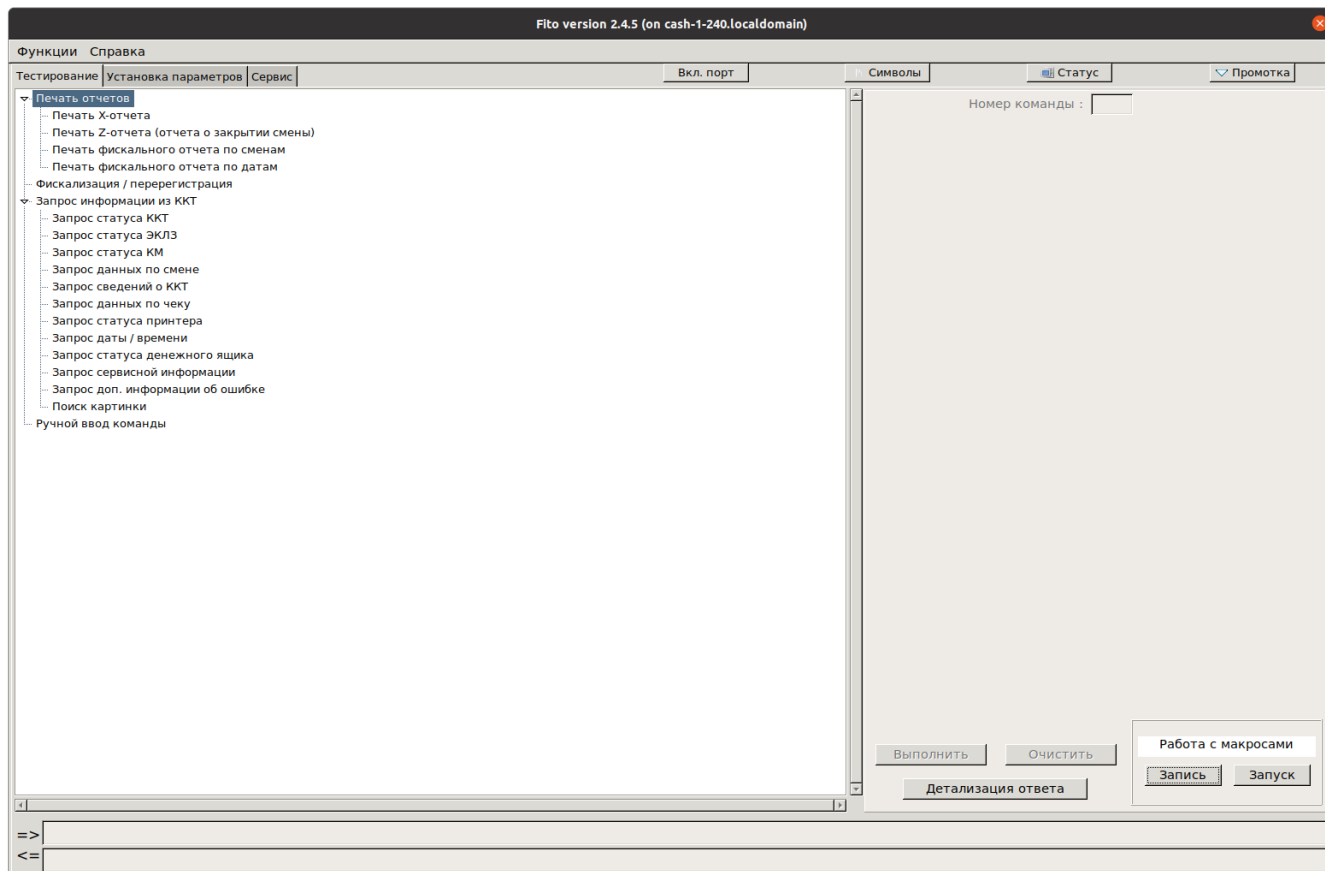 Fito version 2.4.5 (on cash-1-240.localdomain)
Функции Справка
Тестирование Установка параметров Сервис Вкл. порт Символы Статус Промотка
Печать отчетов
Печать X-отчета
Печать Z-отчета (отчета о закрытии смены)
Печать фискального отчета по сменам
Печать фискального отчета по датам
Фискализация / перерегистрация
Запрос информации из ККТ
Запрос статуса ККТ
Запрос статуса ЭКЛЗ
Запрос статуса КМ
Запрос данных по смене
Запрос сведений о ККТ
Запрос данных по чеку
Запрос статуса принтера
Запрос даты / времени
Запрос статуса денежного ящика
Запрос сервисной информации
Запрос доп. информации об ошибке
Поиск картинки
Ручной ввод команды
Номер команды :
Выполнить Очистить
Детализация ответа
Работа с макросами
Запись Запуск
=>
<=